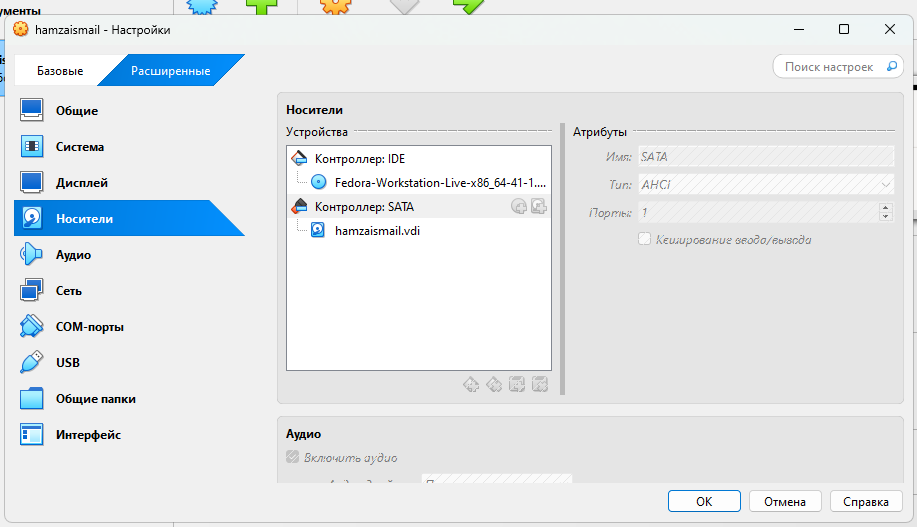 ументы
hamzaismail - Настройки
Базовые
Расширенные
Поиск настроек
Общие
Система
Дисплей
Носители
Аудио
Сеть
COM-порты
USB
Общие папки
Интерфейс
Носители
Устройства
Контроллер: IDE
Fedora-Workstation-Live-x86_64-41-1....
Контроллер: SATA
hamzaismail.vdi
Атрибуты
Имя: SATA
Тип: AHCI
Порты: 1
Кеширование ввода/вывода
Аудио
Включить аудио
OK
Отмена
Справка